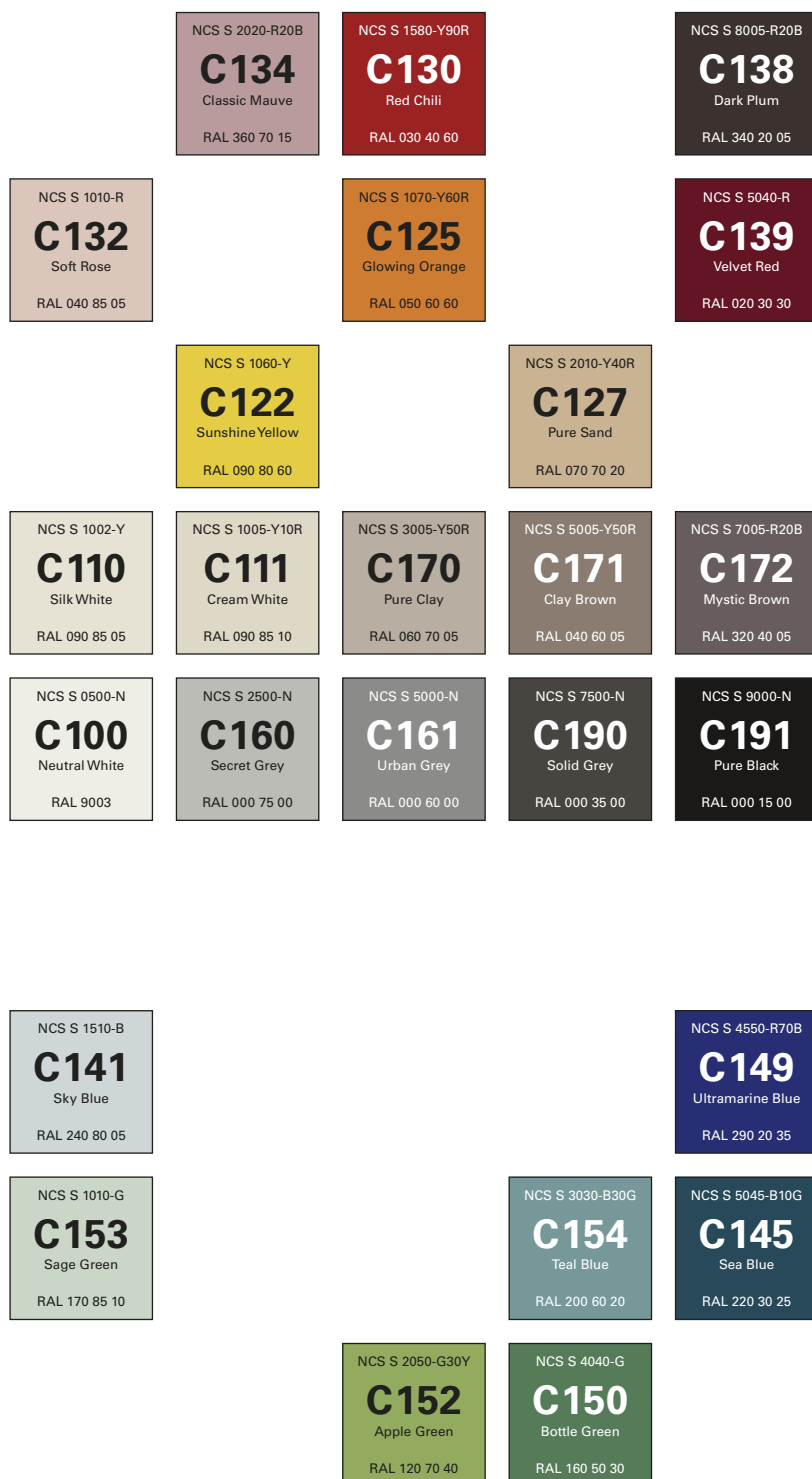 NCS S 2020-R20B
C134
Classic Mauve
RAL 360 70 15
NCS S 1580-Y90R
C130
Red Chili
RAL 030 40 60
NCS S 8005-R20B
C138
Dark Plum
RAL 340 20 05
NCS S 1010-R
C132
Soft Rose
RAL 040 85 05
NCS S 1070-Y60R
C125
Glowing Orange
RAL 050 60 60
NCS S 5040-R
C139
Velvet Red
RAL 020 30 30
NCS S 1060-Y
C122
Sunshine Yellow
RAL 090 80 60
NCS S 2010-Y40R
C127
Pure Sand
RAL 070 70 20
NCS S 1002-Y
C110
Silk White
RAL 090 85 05
NCS S 1005-Y10R
C111
Cream White
RAL 090 85 10
NCS S 3005-Y50R
C170
Pure Clay
RAL 060 70 05
NCS S 5005-Y50R
C171
Clay Brown
RAL 040 60 05
NCS S 7005-R20B
C172
Mystic Brown
RAL 320 40 05
NCS S 0500-N
C100
Neutral White
RAL 9003
NCS S 2500-N
C160
Secret Grey
RAL 000 75 00
NCS S 5000-N
C161
Urban Grey
RAL 000 60 00
NCS S 7500-N
C190
Solid Grey
RAL 000 35 00
NCS S 9000-N
C191
Pure Black
RAL 000 15 00
NCS S 1510-B
C141
Sky Blue
RAL 240 80 05
NCS S 4550-R70B
C149
Ultramarine Blue
RAL 290 20 35
NCS S 1010-G
C153
Sage Green
RAL 170 85 10
NCS S 3030-B30G
C154
Teal Blue
RAL 200 60 20
NCS S 5045-B10G
C145
Sea Blue
RAL 220 30 25
NCS S 2050-G30Y
C152
Apple Green
RAL 120 70 40
NCS S 4040-G
C150
Bottle Green
RAL 160 50 30